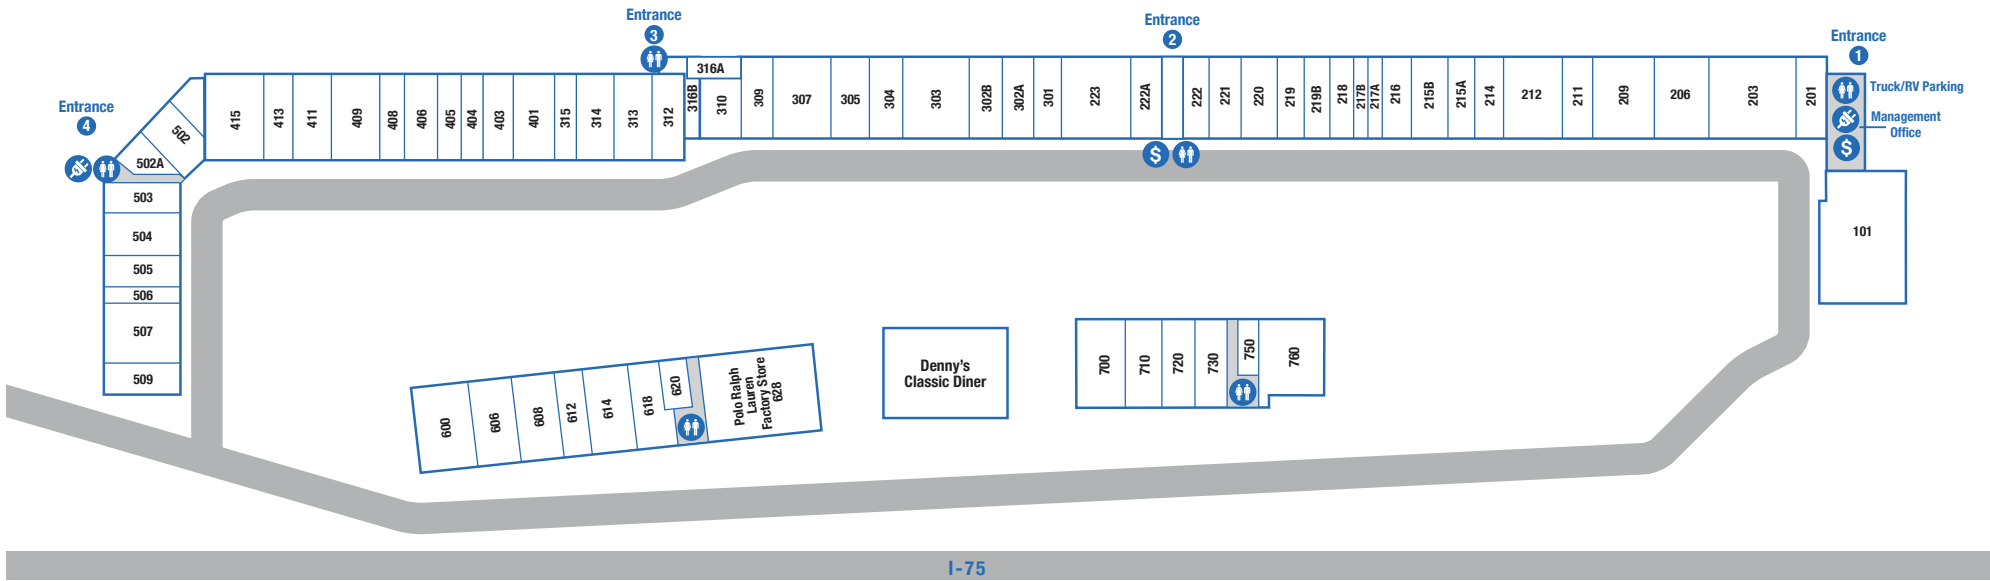 Entrance
3
Entrance
2
Entrance
1
Entrance
4
Truck/RV Parking
Management
Office
$
$
502A
502
415
413
411
409
408
406
405
404
403
401
315
314
313
312
316B
316A
310
309
307
305
304
303
302B
302A
301
223
222A
222
221
220
219
219B
218
217B
217A
216
215B
215A
214
212
211
209
206
203
201
101
503
504
505
506
507
509
600
606
608
612
614
618
620
Polo Ralph
Lauren
Factory Store
628
Denny's
Classic Diner
700
710
720
730
750
760
I-75